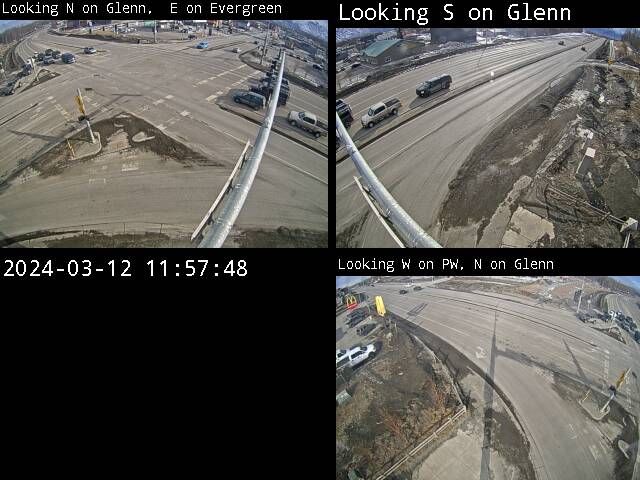 Looking N on Glenn,  E on Evergreen
Looking S on Glenn
2024-03-12 11:57:48
Looking W on PW, N on Glenn